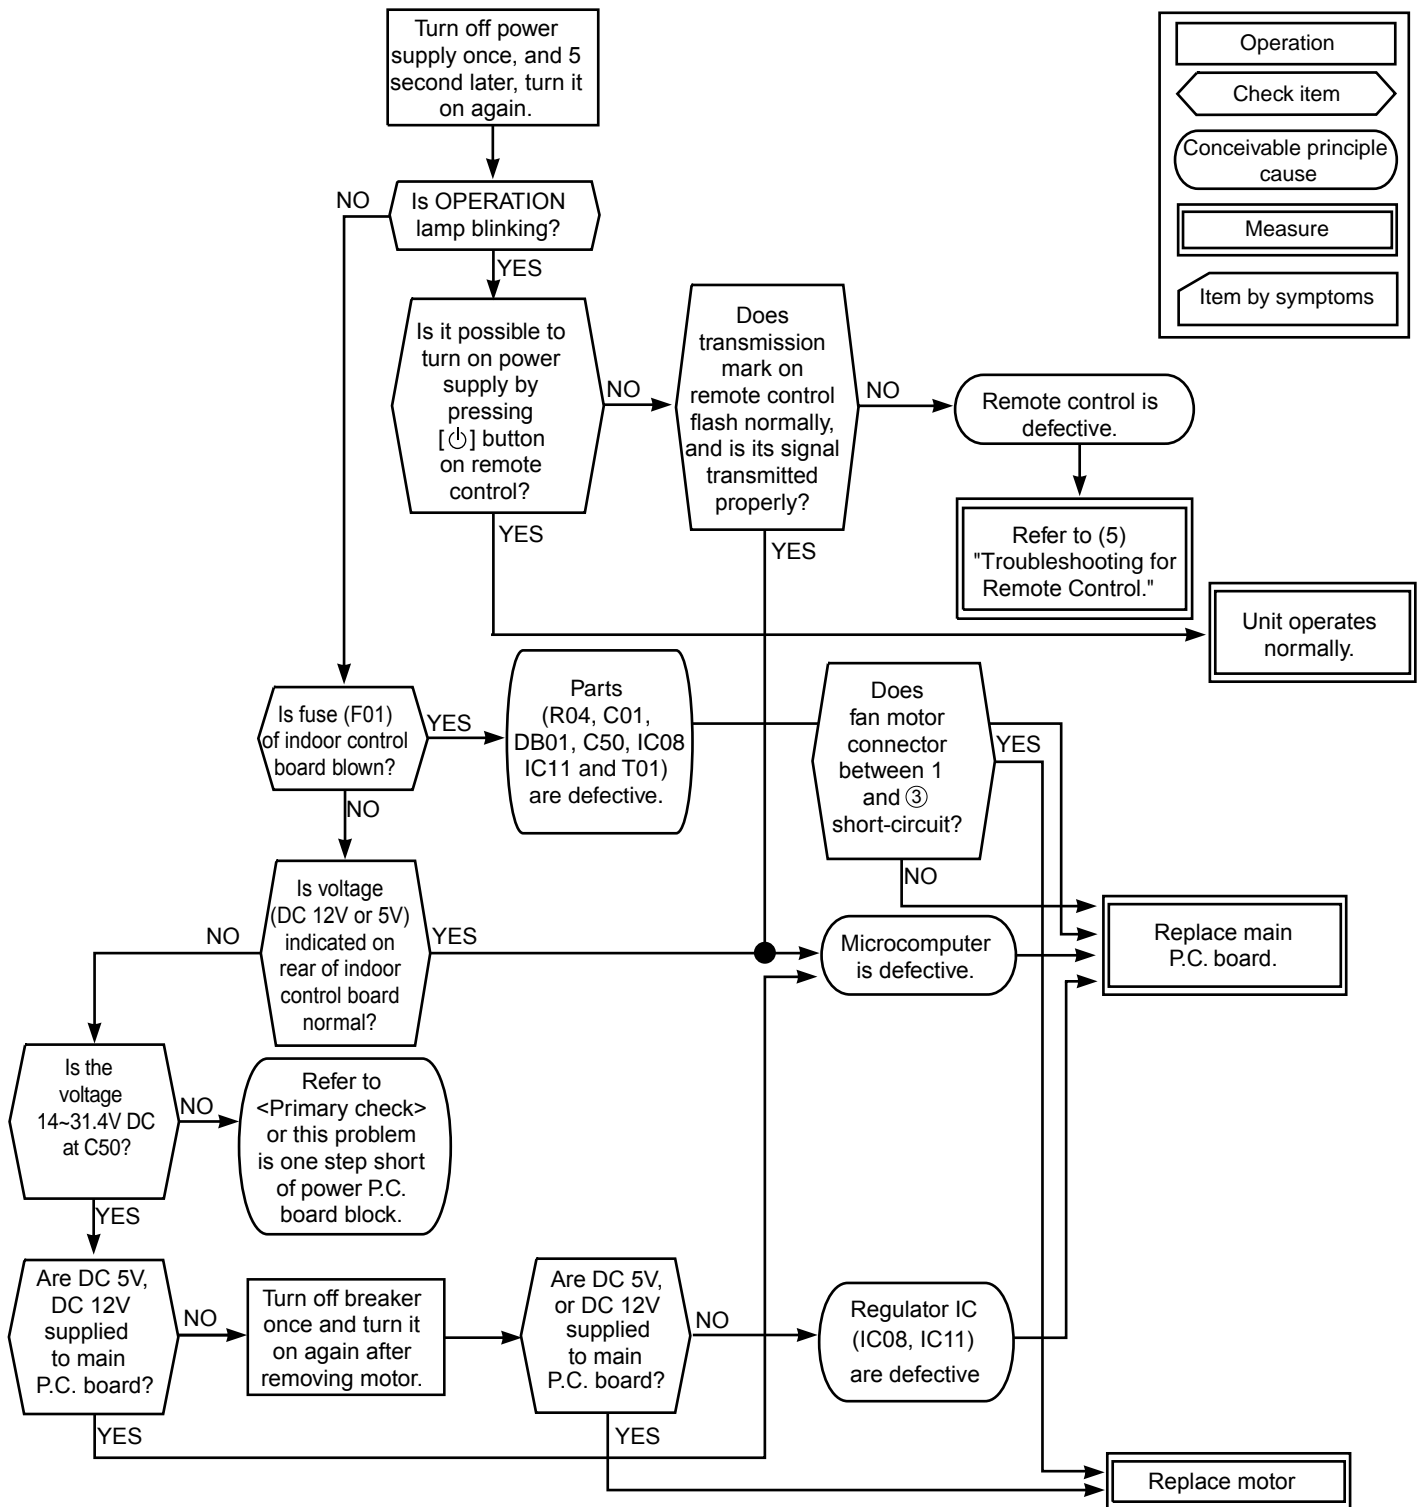 Turn off power
supply once, and 5
second later, turn it
on again.
Operation
Check item
Conceivable principle
cause
Measure
Item by symptoms
Is OPERATION
lamp blinking?
NO
YES
Is it possible to
turn on power
supply by
pressing
[⏻] button
on remote
control?
NO
YES
Does
transmission
mark on
remote control
flash normally,
and is its signal
transmitted
properly?
NO
YES
Remote control is
defective.
Refer to (5)
"Troubleshooting for
Remote Control."
Unit operates
normally.
Is fuse (F01)
of indoor control
board blown?
YES
NO
Parts
(R04, C01,
DB01, C50, IC08
IC11 and T01)
are defective.
Does
fan motor
connector
between 1
and ③
short-circuit?
YES
NO
Is voltage
(DC 12V or 5V)
indicated on
rear of indoor
control board
normal?
NO
YES
Microcomputer
is defective.
Replace main
P.C. board.
Is the
voltage
14~31.4V DC
at C50?
NO
YES
Refer to
<Primary check>
or this problem
is one step short
of power P.C.
board block.
Are DC 5V,
DC 12V
supplied
to main
P.C. board?
NO
YES
Turn off breaker
once and turn it
on again after
removing motor.
Are DC 5V,
or DC 12V
supplied
to main
P.C. board?
NO
YES
Regulator IC
(IC08, IC11)
are defective
Replace motor